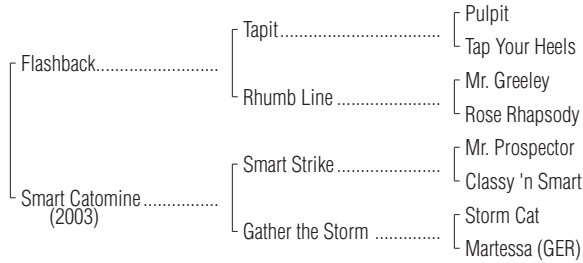 Pulpit
Tapit
Tap Your Heels
Flashback
Mr. Greeley
Rhumb Line
Rose Rhapsody
Mr. Prospector
Smart Strike
Classy 'n Smart
Smart Catomine
(2003)
Storm Cat
Gather the Storm
Martessa (GER)